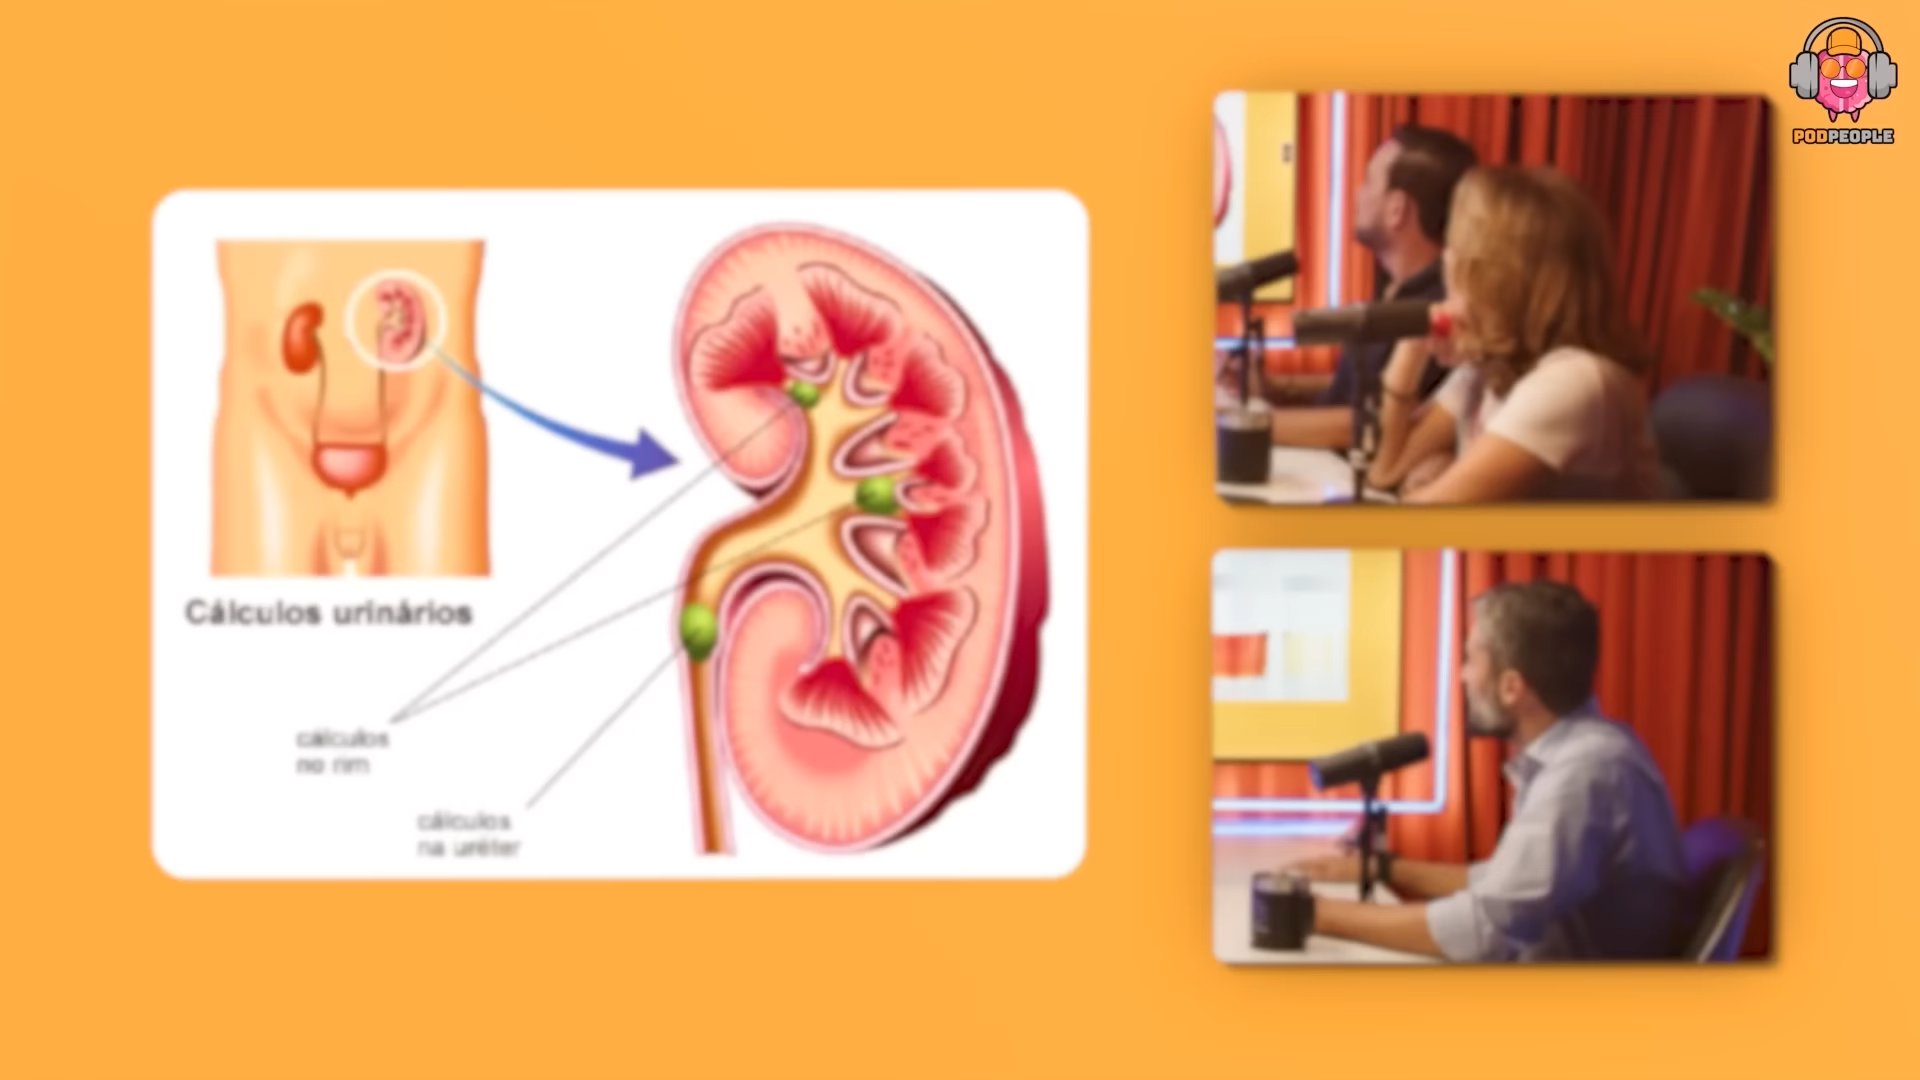 PODPEOPLE
Cálculos urinários
cálculos
no rim
cálculos
na uréter